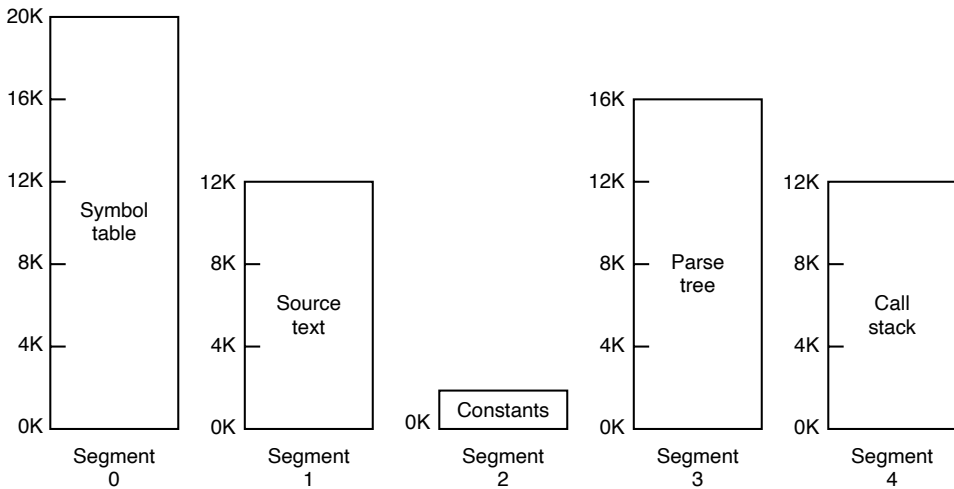 20K
16K
12K
8K
4K
0K
Symbol
table
Segment
0
12K
8K
4K
0K
Source
text
Segment
1
0K
Constants
Segment
2
16K
12K
8K
4K
0K
Parse
tree
Segment
3
12K
8K
4K
0K
Call
stack
Segment
4